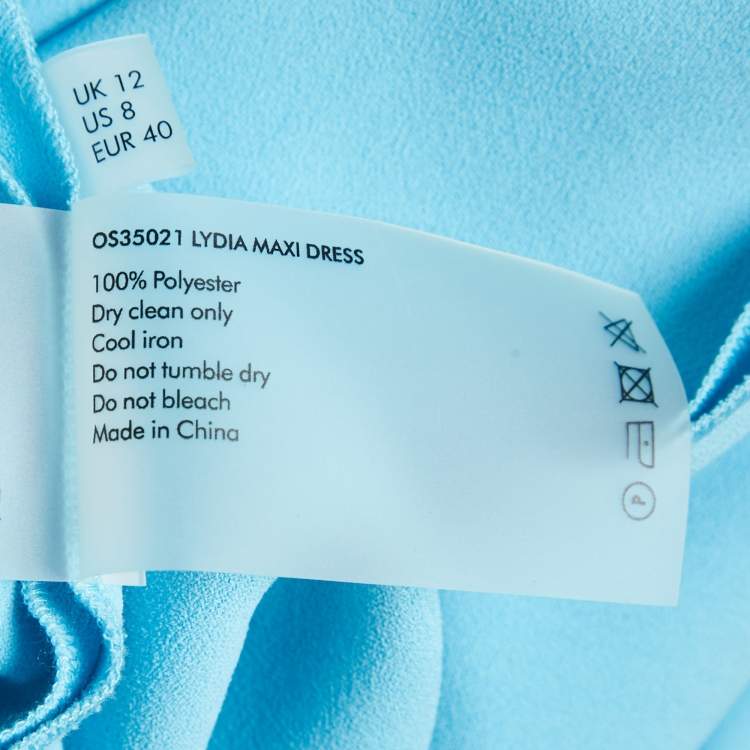 UK 12
US 8
EUR 40
OS35021 LYDIA MAXI DRESS
100% Polyester
Dry clean only
Cool iron
Do not tumble dry
Do not bleach
Made in China
P